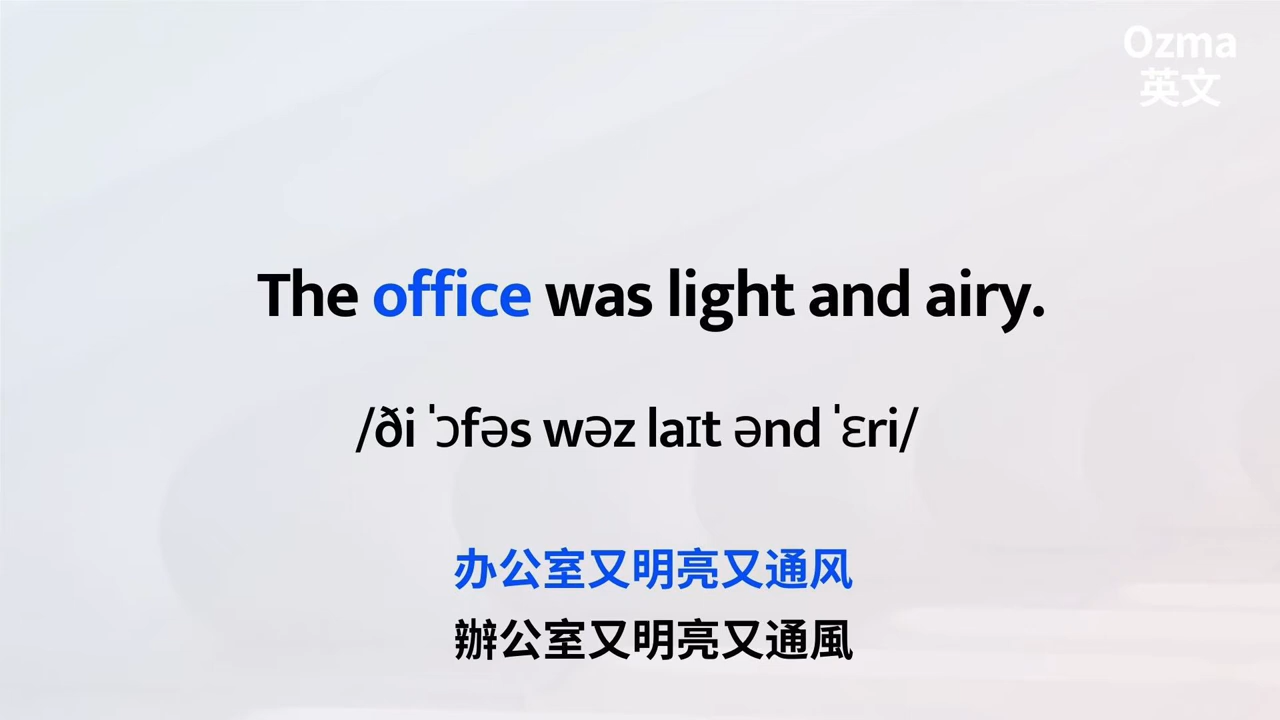 Ozma
英文
The office was light and airy.
/ði ˈɔfəs wəz laɪt ənd ˈɛri/
办公室又明亮又通风
辦公室又明亮又通風